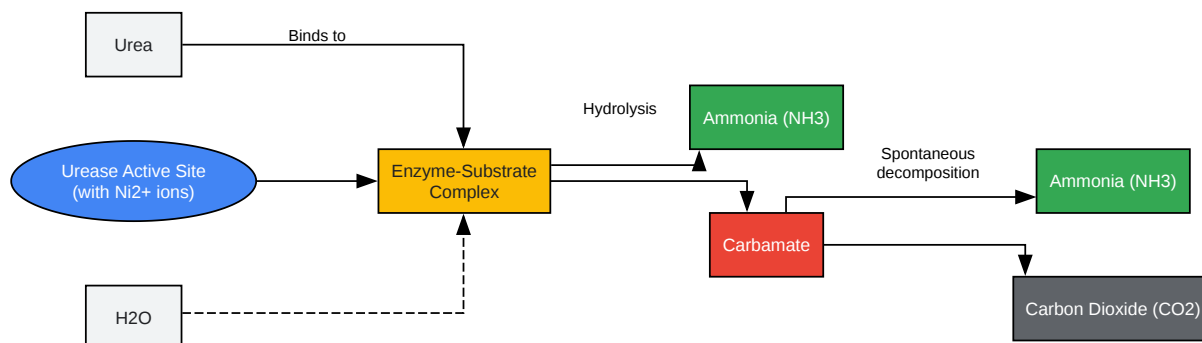 Urea
Binds to
Urease Active Site
(with Ni2+ ions)
H2O
Enzyme-Substrate
Complex
Hydrolysis
Ammonia (NH3)
Carbamate
Spontaneous
decomposition
Ammonia (NH3)
Carbon Dioxide (CO2)